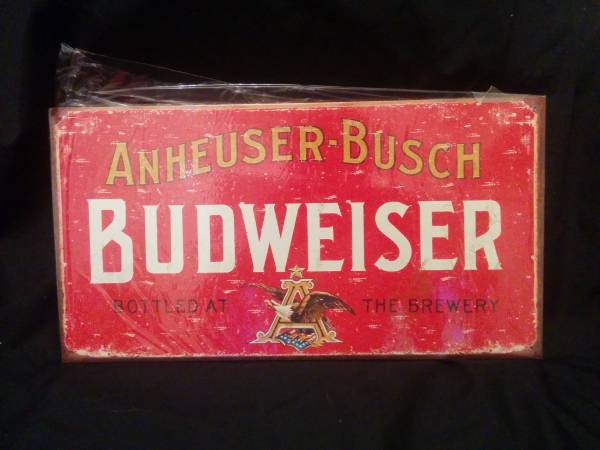 ANHEUSER-BUSCH
BUDWEISER
BOTTLED AT THE BREWERY
A